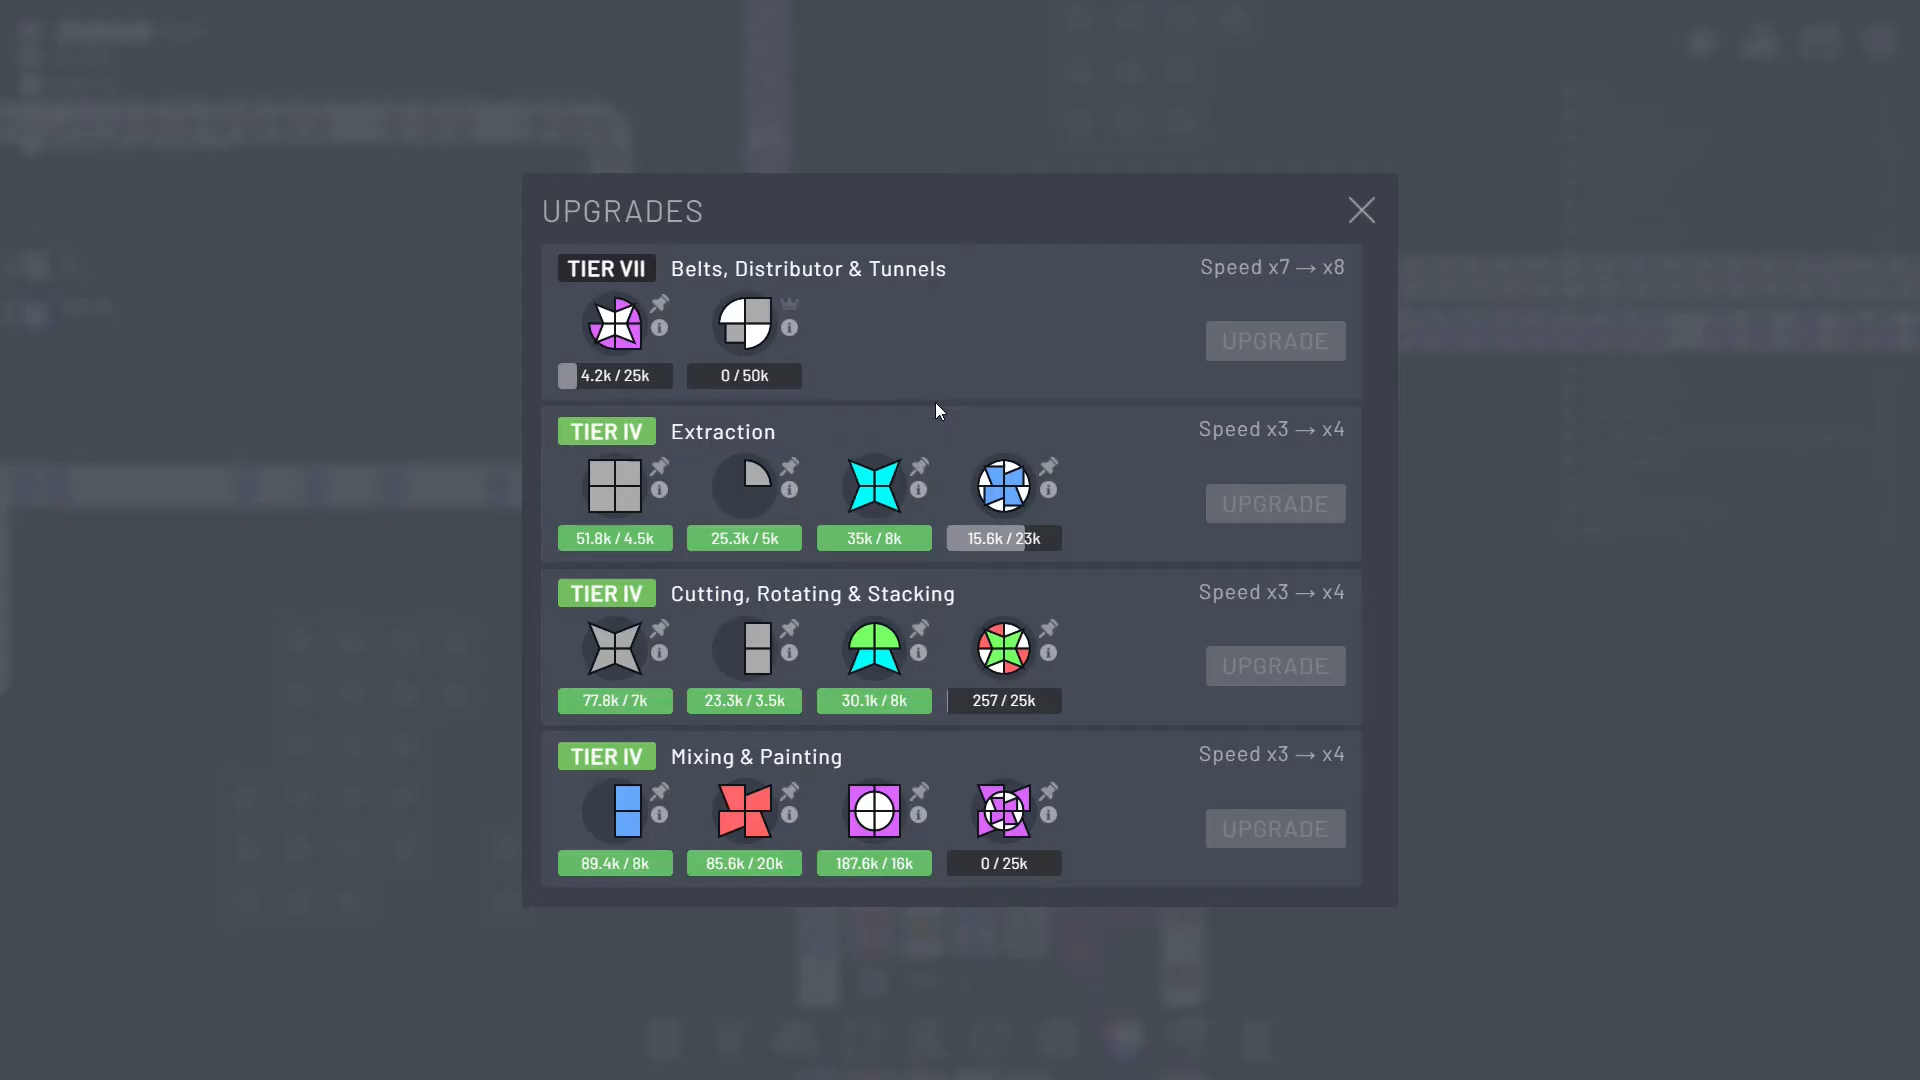 UPGRADES
TIER VII Belts, Distributor & Tunnels Speed x7 → x8
4.2k / 25k 0 / 50k
UPGRADE
TIER IV Extraction Speed x3 → x4
51.8k / 4.5k 25.3k / 5k 35k / 8k 15.6k / 23k
UPGRADE
TIER IV Cutting, Rotating & Stacking Speed x3 → x4
77.8k / 7k 23.3k / 3.5k 30.1k / 8k 257 / 25k
UPGRADE
TIER IV Mixing & Painting Speed x3 → x4
89.4k / 8k 85.6k / 20k 187.6k / 16k 0 / 25k
UPGRADE